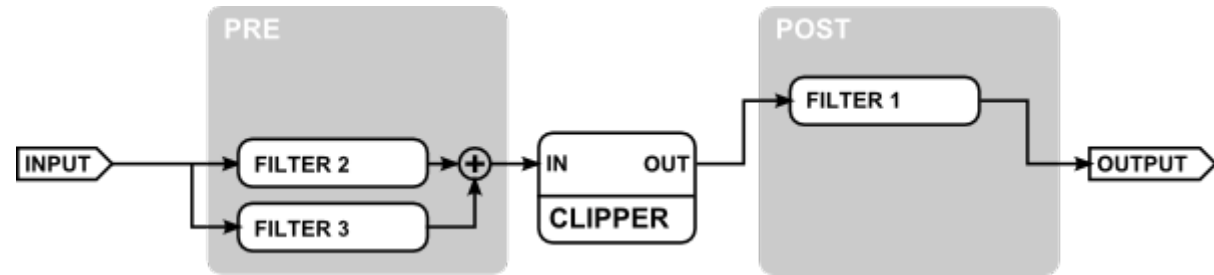 PRE
POST
FILTER 1
INPUT
FILTER 2
IN
OUT
OUTPUT
CLIPPER
FILTER 3